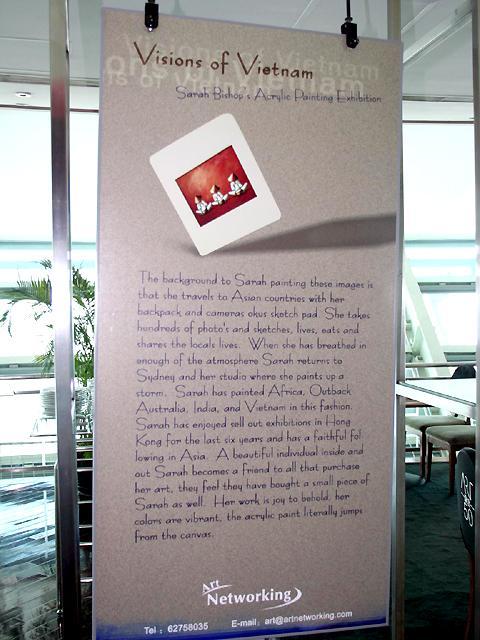 Visions of Vietnam
Sarah Bishop's Acrylic Painting Exhibition
The background to Sarah painting these images is
that she travels to Asian countries with her
backpack and cameras okus sketch pad. She takes
hundreds of photo's and sketches, lives, eats and
shares the locals lives. When she has breathed in
enough of the atmosphere Sarah returns to
Sydney and her studio where she paints up a
storm. Sarah has painted Africa, Outback
Australia, India, and Vietnam in this fashion.
Sarah has enjoyed sell out exhibitions in Hong
Kong for the last six years and has a faithful fol
lowing in Asia. A beautiful individual inside and
out Sarah becomes a friend to all that purchase
her art, they feel they have bought a small piece of
Sarah as well. Her work is joy to behold, her
colors are vibrant, the acrylic paint literally jumps
from the canvas.
Art
Networking
Tel : 62758035 E-mail: art@artnetworking.com